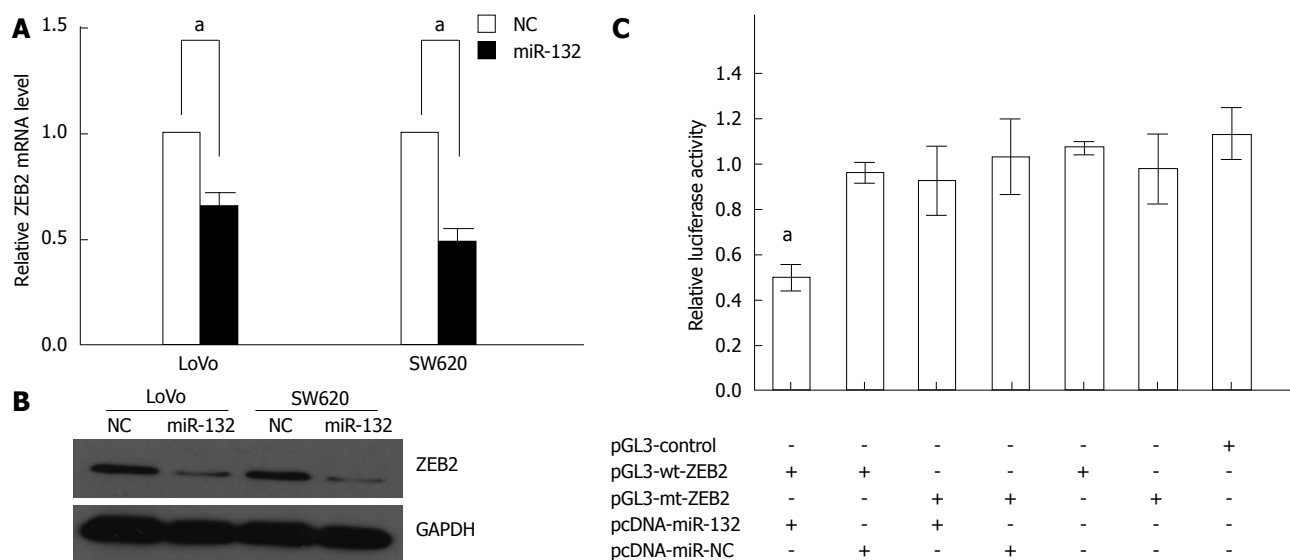 A
Relative ZEB2 mRNA level
1.5
1.0
0.5
0.0
a
a
NC
miR-132
LoVo
SW620
B
LoVo
SW620
NC
miR-132
NC
miR-132
ZEB2
GAPDH
C
Relative luciferase activity
1.4
1.2
1.0
0.8
0.6
0.4
0.2
0.0
a
pGL3-control - - - - - - +
pGL3-wt-ZEB2 + + - - + - -
pGL3-mt-ZEB2 - - + + - + -
pcDNA-miR-132 + - + - - - -
pcDNA-miR-NC - + - + - - -